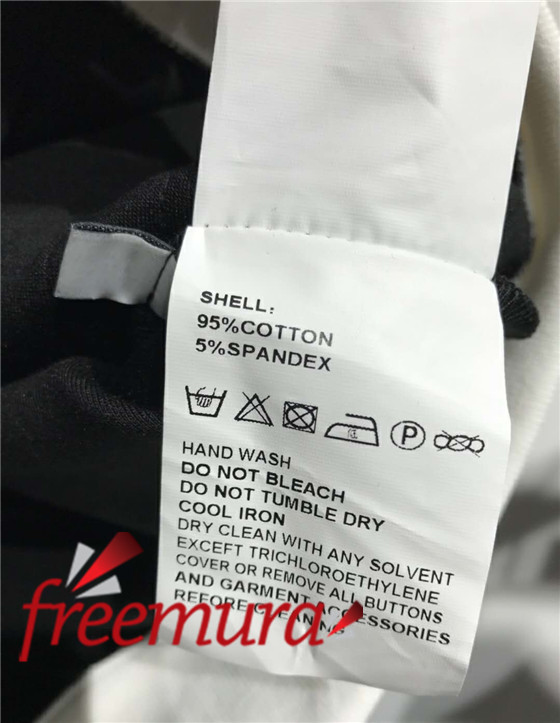 SHELL:
95%COTTON
5%SPANDEX
P
HAND WASH
DO NOT BLEACH
DO NOT TUMBLE DRY
COOL IRON
DRY CLEAN WITH ANY SOLVENT
EXCEFT TRICHLOROETHYLENE
COVER OR REMOVE ALL BUTTONS
AND GARMENT ACCESSORIES
REFORE CLEANING
freemura